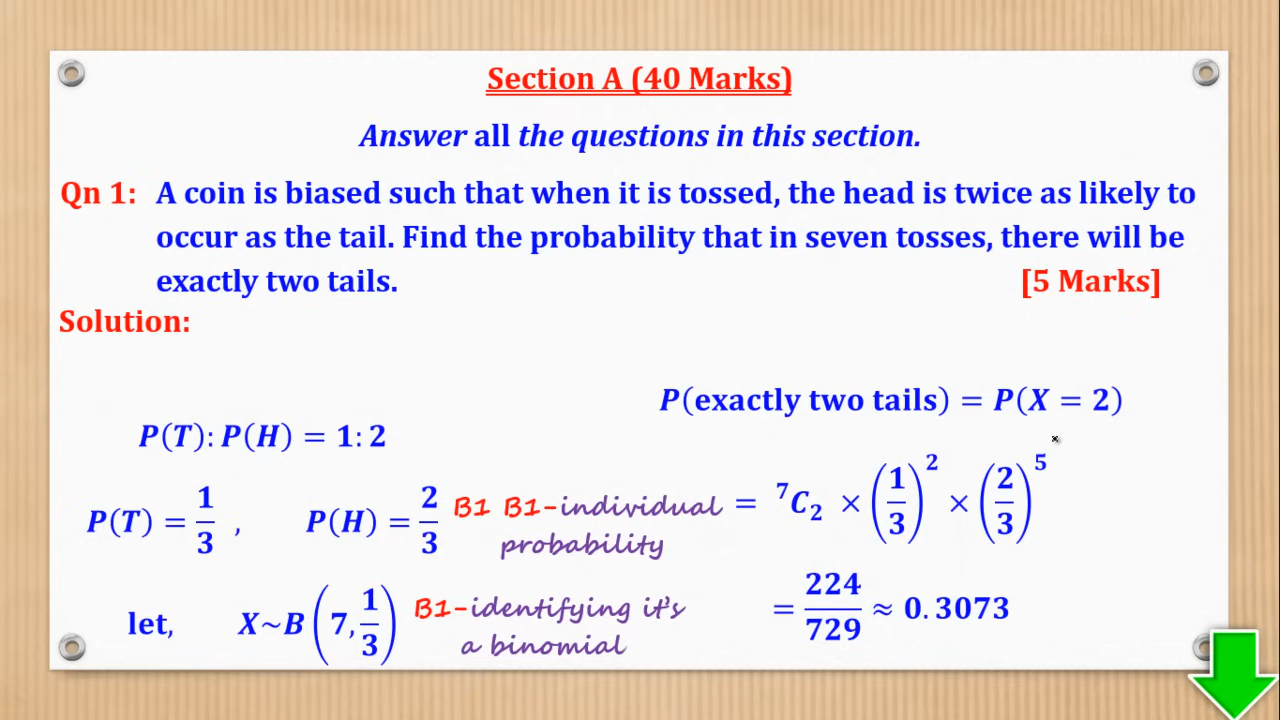 Section A (40 Marks)
Answer all the questions in this section.
Qn 1: A coin is biased such that when it is tossed, the head is twice as likely to
occur as the tail. Find the probability that in seven tosses, there will be
exactly two tails. [5 Marks]
Solution:
P(T): P(H) = 1: 2
P(T) = 1/3 , P(H) = 2/3 B1 B1-individual
probability
let, X~B(7, 1/3) B1-identifying it's
a binomial
P(exactly two tails) = P(X = 2)
= ⁷C₂ × (1/3)² × (2/3)⁵
= 224/729 ≈ 0.3073